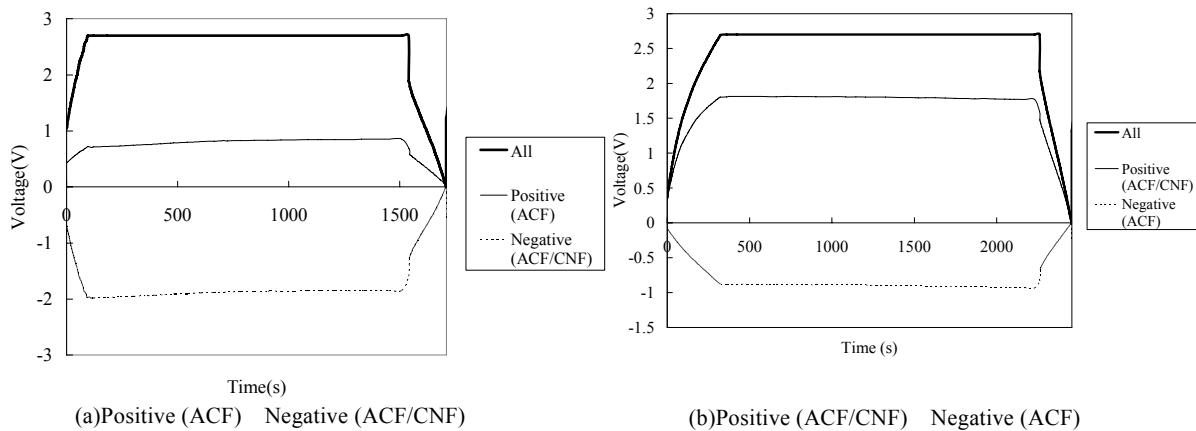 3
2
1
0
-1
-2
-3
0
500
1000
1500
Voltage(V)
Time(s)
All
Positive
(ACF)
Negative
(ACF/CNF)
(a)Positive (ACF) Negative (ACF/CNF)
3
2.5
2
1.5
1
0.5
0
-0.5
-1
-1.5
0
500
1000
1500
2000
Voltage(V)
Time (s)
All
Positive
(ACF/CNF)
Negative
(ACF)
(b)Positive (ACF/CNF) Negative (ACF)